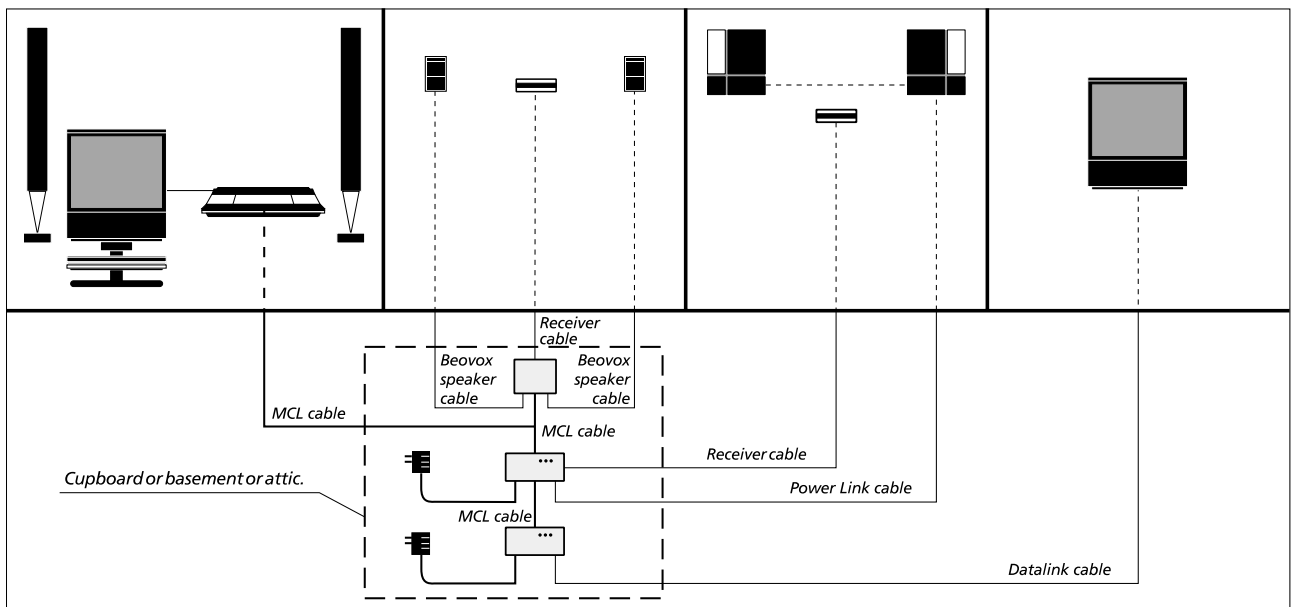 Receiver
cable
Beovox
speaker
cable
Beovox
speaker
cable
MCL cable
MCL cable
Receiver cable
Cupboard or basement or attic.
Power Link cable
MCL cable
Datalink cable